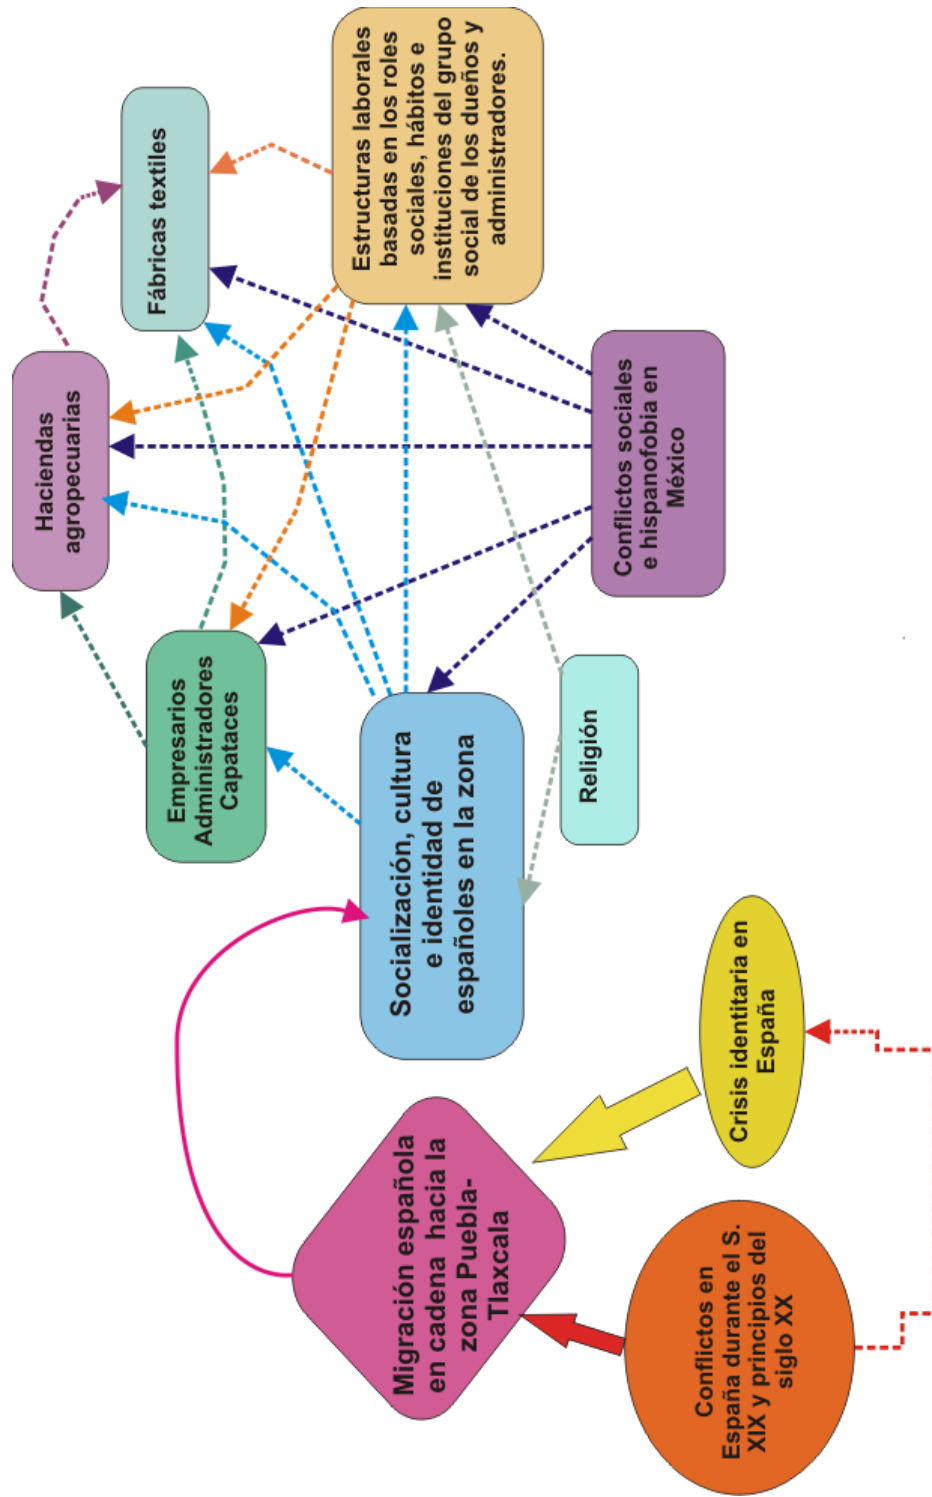 Haciendas
agropecuarias
Fábricas textiles
Empresarios
Administradores
Capataces
Estructuras laborales
basadas en los roles
sociales, hábitos e
instituciones del grupo
social de los dueños y
administradores.
Migración española
en cadena hacia la
zona Puebla-
Tlaxcala
Socialización, cultura
e identidad de
españoles en la zona
Religión
Conflictos sociales
e hispanofobia en
México
Conflictos en
España durante el S.
XIX y principios del
siglo XX
Crisis identitaria en
España